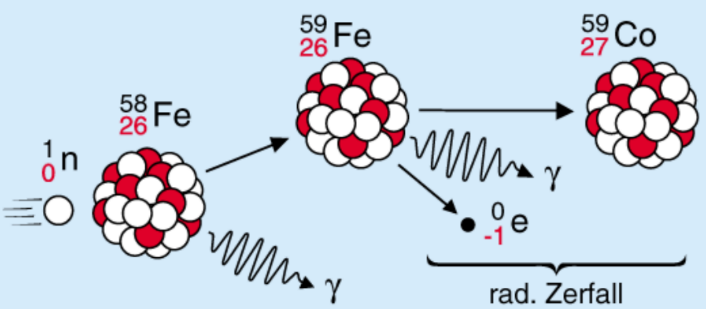 59 26 Fe
59 27 Co
58 26 Fe
1 0 n
γ
0 -1 e
γ
rad. Zerfall